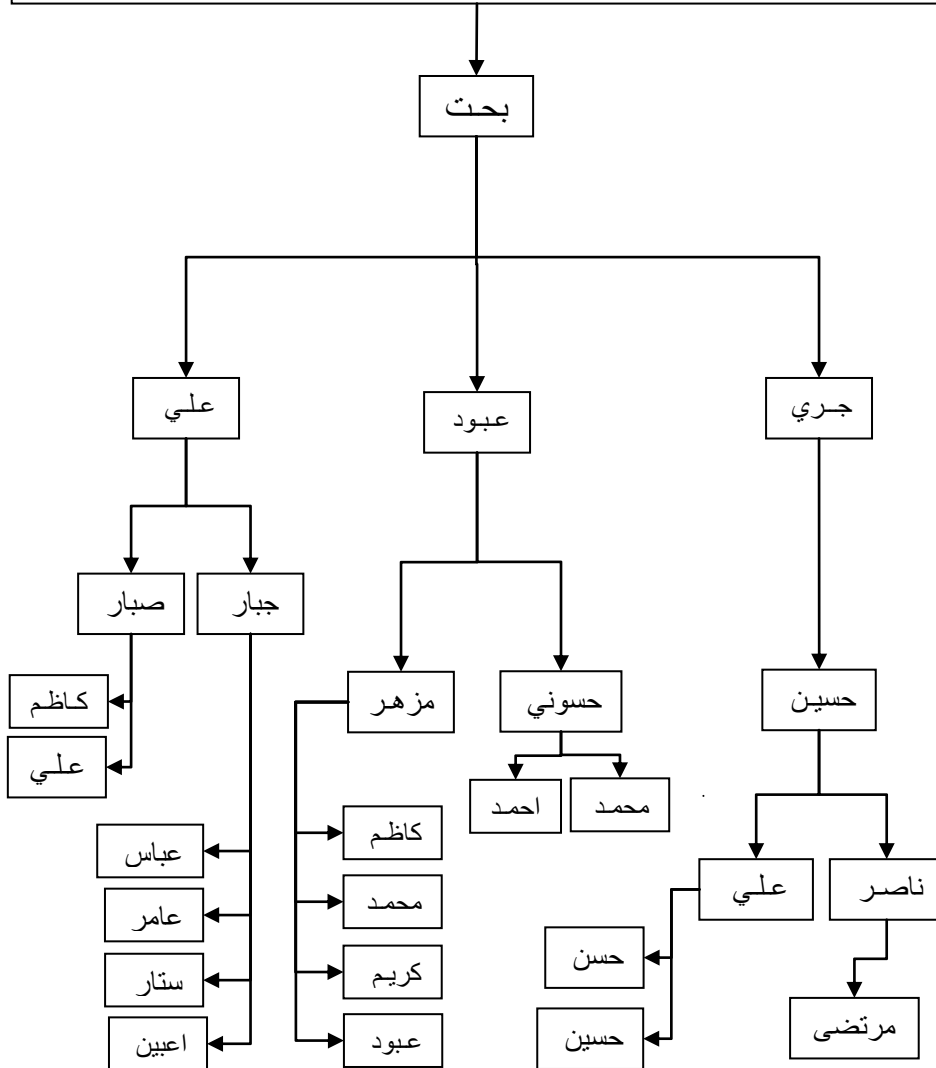 بحت
جري
عبود
علي
جبار
صبار
حسين
حسوني
مزهر
كاظم
علي
محمد
احمد
كاظم
عباس
ناصر
علي
محمد
عامر
حسن
كريم
ستار
مرتضى
حسين
عبود
اعبين